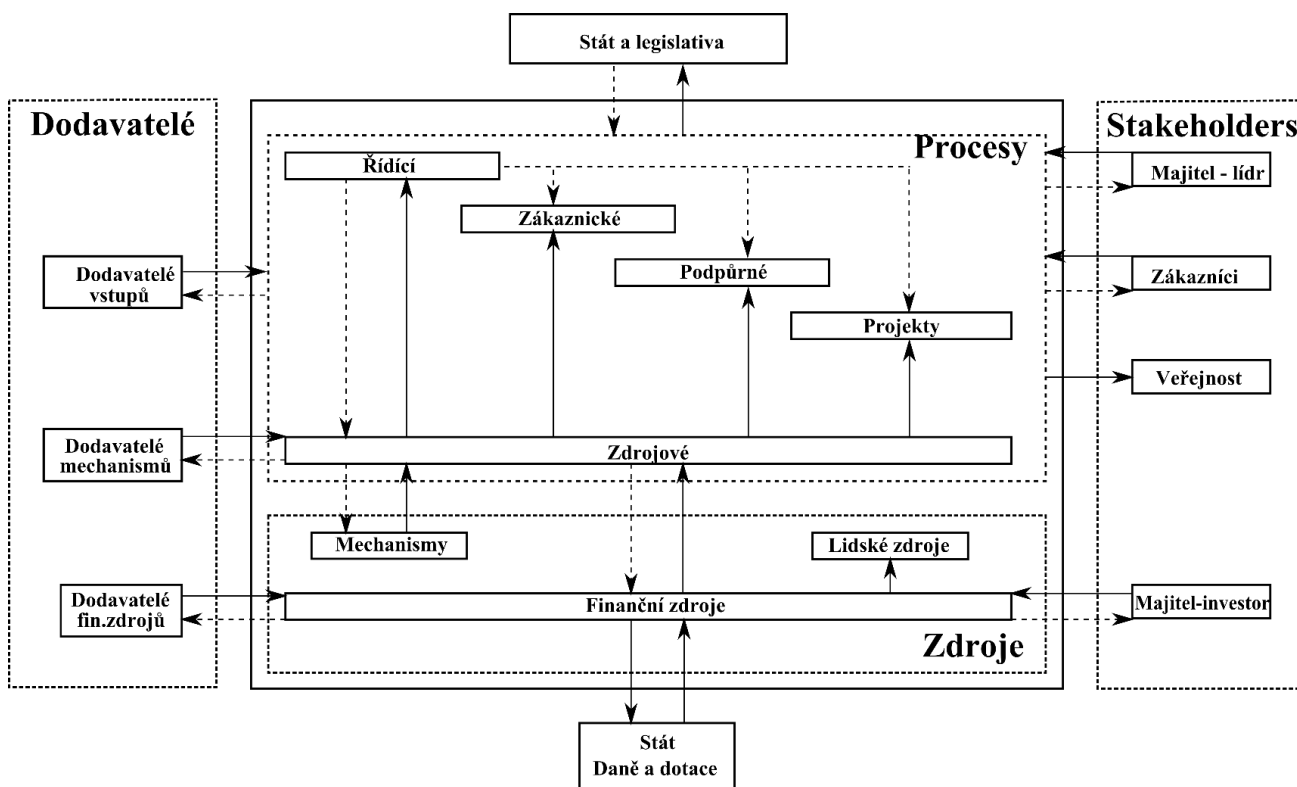 Stát a legislativa
Dodavatelé
Stakeholders
Procesy
Řídící
Majitel - lídr
Zákaznické
Dodavatelé
vstupů
Podpůrné
Zákazníci
Projekty
Veřejnost
Dodavatelé
mechanismů
Zdrojové
Mechanismy
Lidské zdroje
Dodavatelé
fin.zdrojů
Finanční zdroje
Majitel-investor
Zdroje
Stát
Daně a dotace